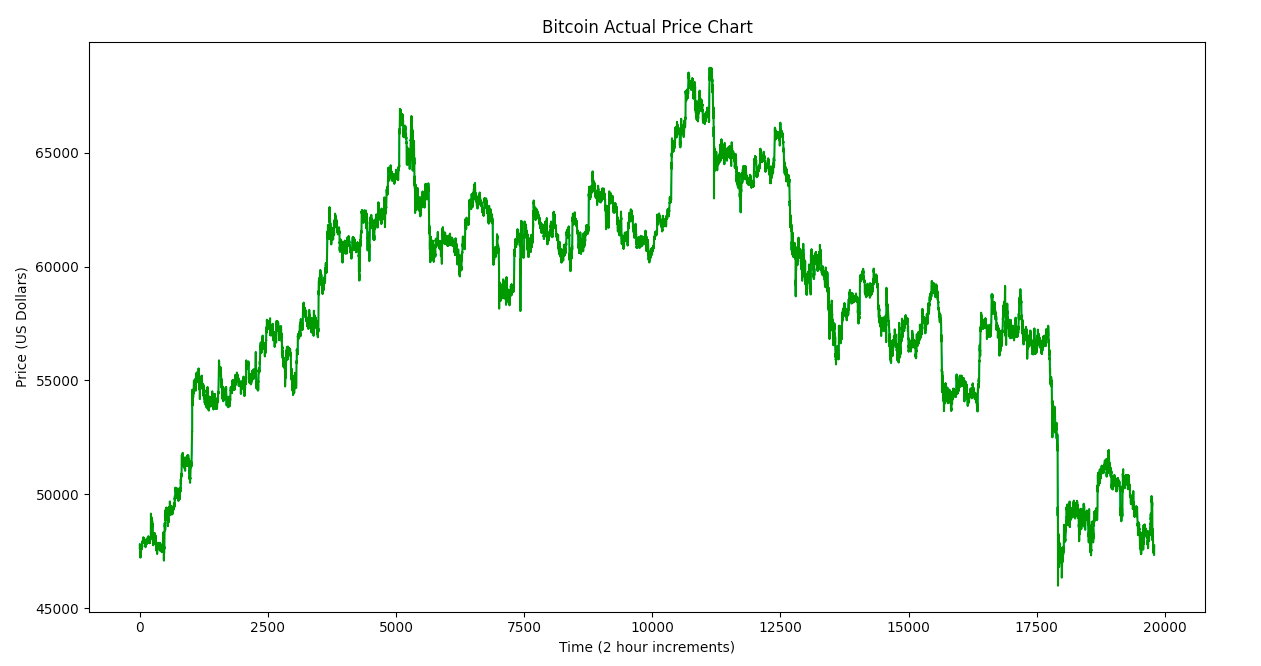 Bitcoin Actual Price Chart
Price (US Dollars)
65000
60000
55000
50000
45000
0 2500 5000 7500 10000 12500 15000 17500 20000
Time (2 hour increments)